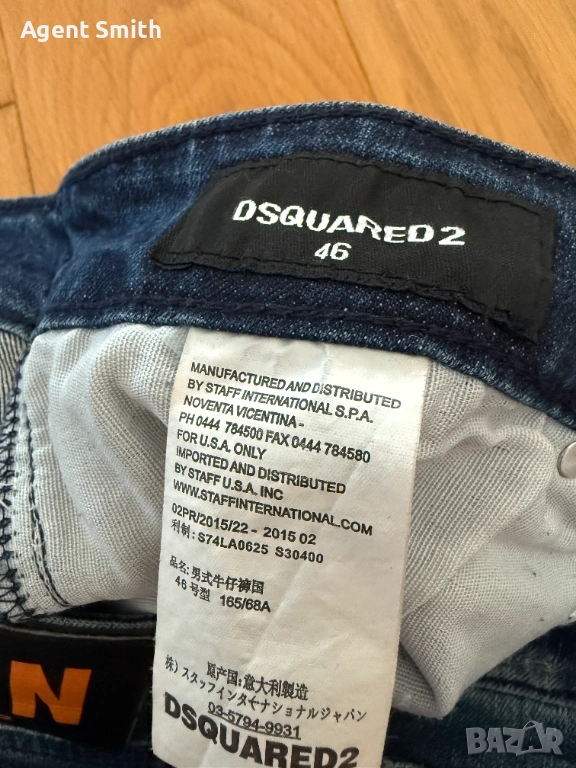 Agent Smith
DSQUARED2
46
MANUFACTURED AND DISTRIBUTED
BY STAFF INTERNATIONAL S.P.A.
NOVENTA VICENTINA -
PH 0444 784500 FAX 0444 784580
FOR U.S.A. ONLY
IMPORTED AND DISTRIBUTED
BY STAFF U.S.A. INC
WWW.STAFFINTERNATIONAL.COM
02PR/2015/22 - 2015 02
利制: S74LA0625 S30400
品名: 男式牛仔褲国
46 号型 165/68A
原产国: 意大利製造
株) スタッフインターナショナルジャパン
03-5794-9931
DSQUARED2
N
BAZAR